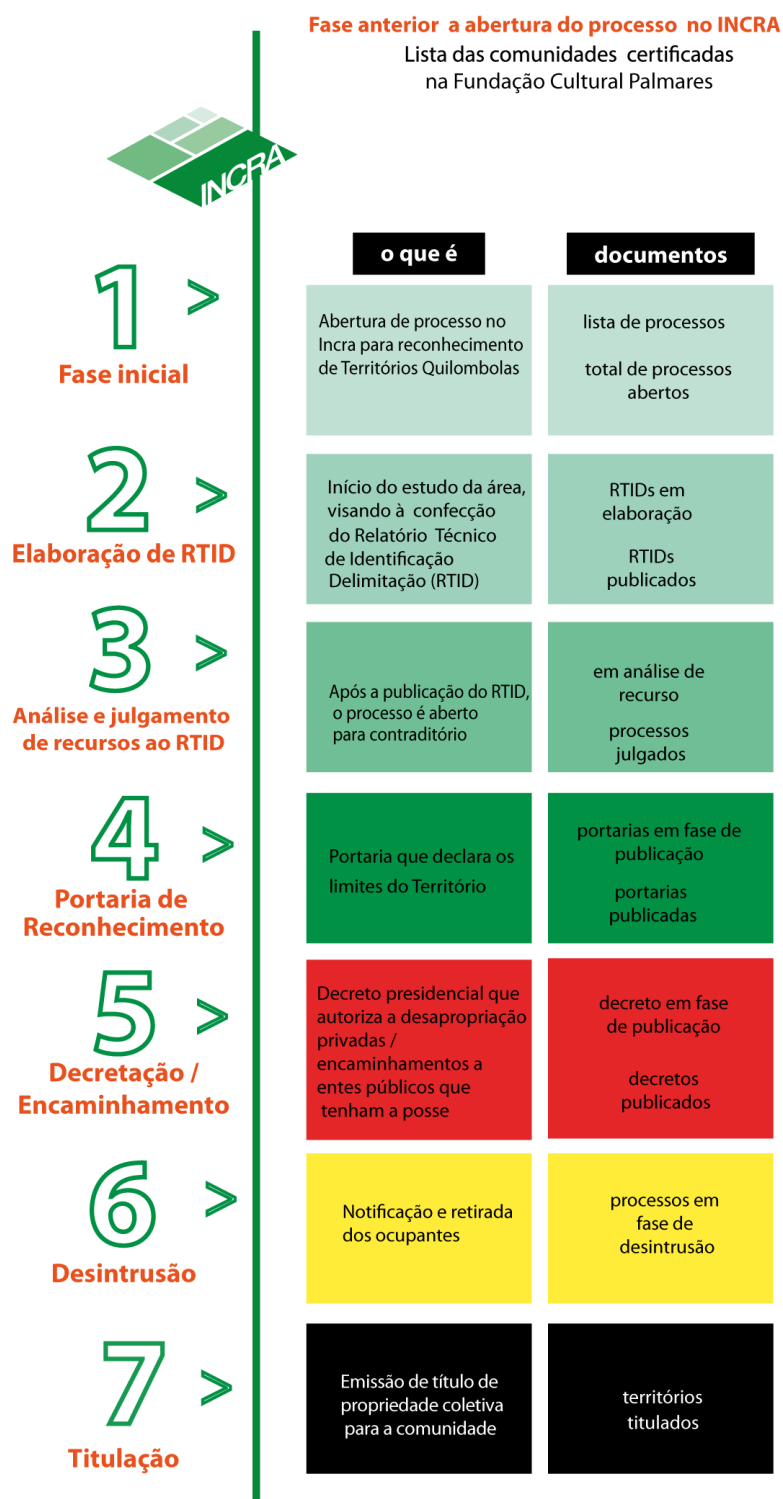 Fase anterior a abertura do processo no INCRA
Lista das comunidades certificadas
na Fundação Cultural Palmares
INCRA
o que é
documentos
1 >
Fase inicial
Abertura de processo no
Incra para reconhecimento
de Territórios Quilombolas
lista de processos
total de processos
abertos
2 >
Elaboração de RTID
Início do estudo da área,
visando à confecção
do Relatório Técnico
de Identificação
Delimitação (RTID)
RTIDs em
elaboração
RTIDs
publicados
3 >
Análise e julgamento
de recursos ao RTID
Após a publicação do RTID,
o processo é aberto
para contraditório
em análise de
recurso
processos
julgados
4 >
Portaria de
Reconhecimento
Portaria que declara os
limites do Território
portarias em fase de
publicação
portarias
publicadas
5 >
Decretação /
Encaminhamento
Decreto presidencial que
autoriza a desapropriação
privadas /
encaminhamentos a
entes públicos que
tenham a posse
decreto em fase
de publicação
decretos
publicados
6 >
Desintrusão
Notificação e retirada
dos ocupantes
processos em
fase de
desintrusão
7 >
Titulação
Emissão de título de
propriedade coletiva
para a comunidade
territórios
titulados